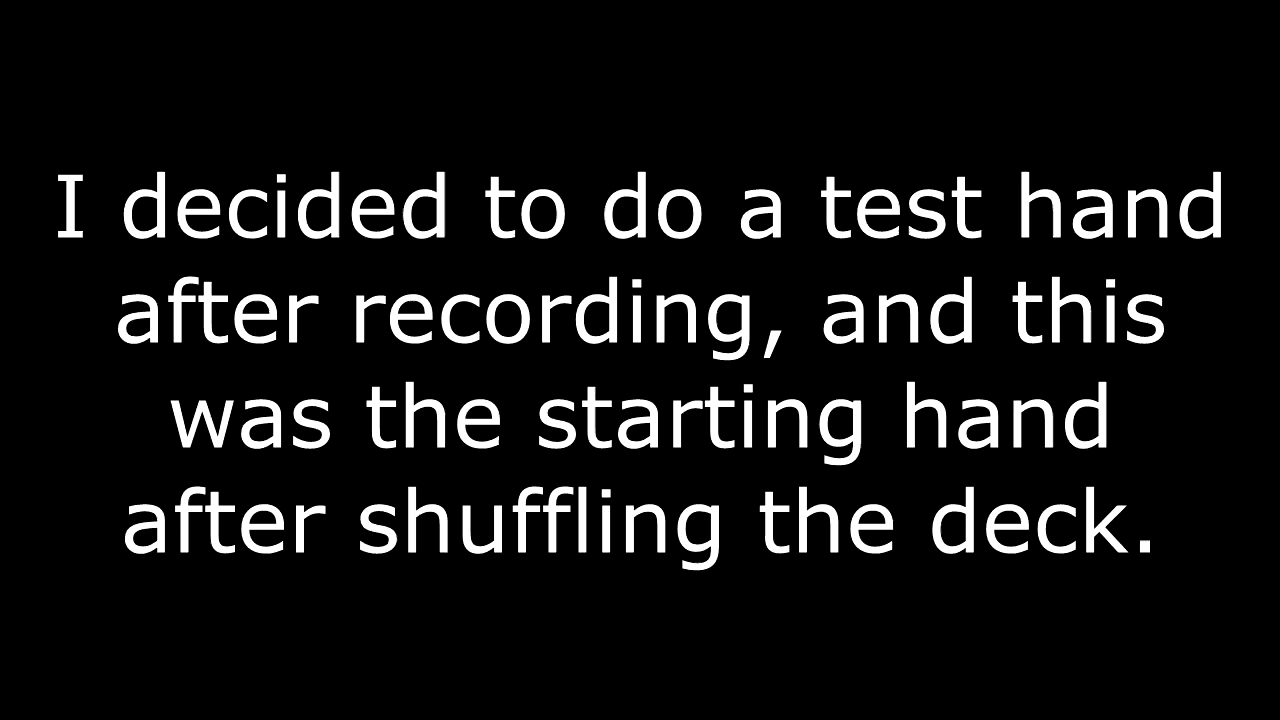 I decided to do a test hand
after recording, and this
was the starting hand
after shuffling the deck.